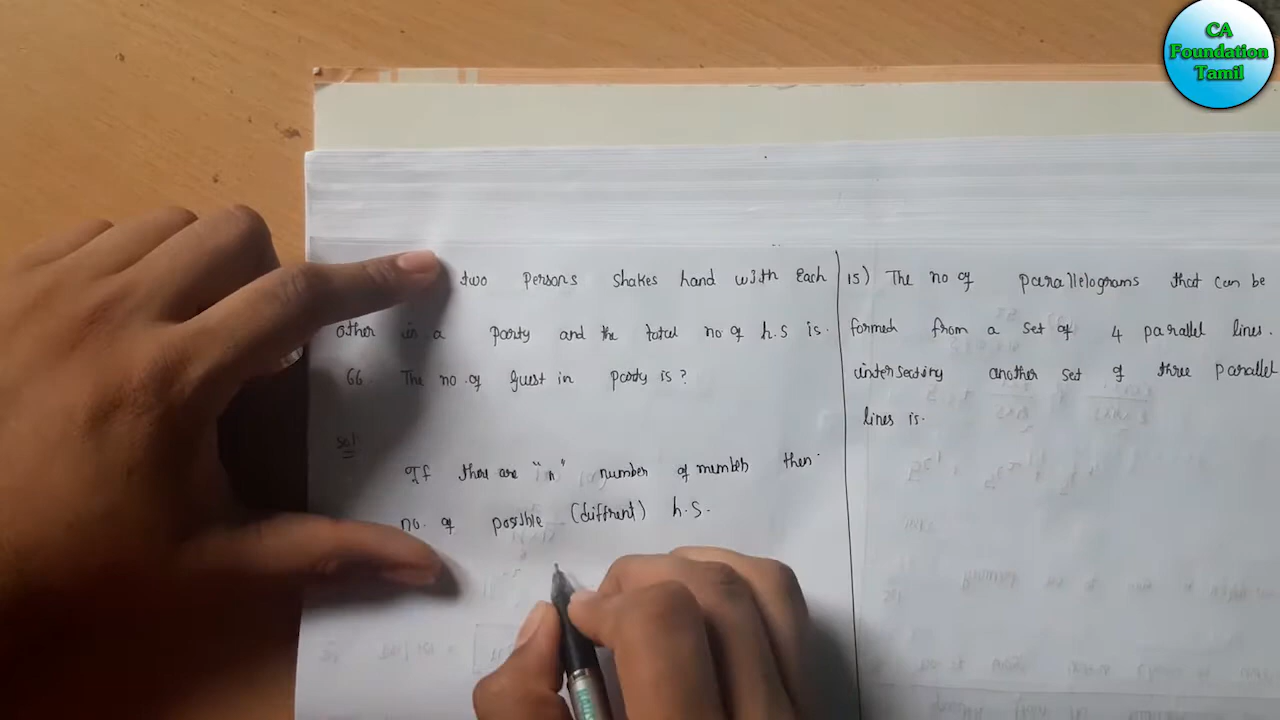 CA
Foundation
Tamil
two persons shakes hand with each
other in a party and the total no of h.s is.
66. The no. of guest in party is?
Sol
If there are "n" number of member then
no. of possible (diffrent) h.s.
15) The no of parallelograms that can be
formed from a set of 4 parallel lines.
intersecting another set of three parallel
lines is.